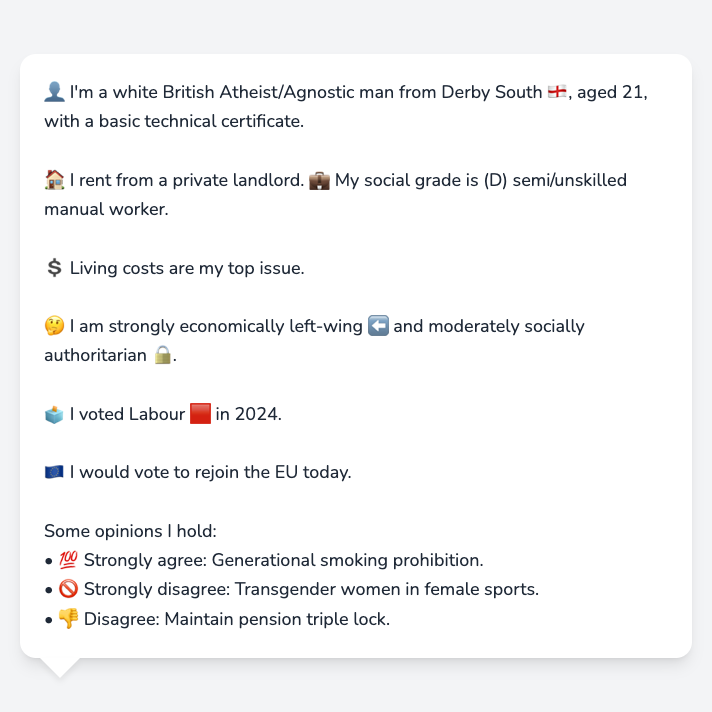 👤 I'm a white British Atheist/Agnostic man from Derby South 🏴󠁧󠁢󠁥󠁮󠁧󠁿, aged 21,
with a basic technical certificate.
🏠 I rent from a private landlord. 💼 My social grade is (D) semi/unskilled
manual worker.
💲 Living costs are my top issue.
🤔 I am strongly economically left-wing ⬅️ and moderately socially
authoritarian 🔒.
🗳️ I voted Labour 🟥 in 2024.
🇪🇺 I would vote to rejoin the EU today.
Some opinions I hold:
• 💯 Strongly agree: Generational smoking prohibition.
• 🚫 Strongly disagree: Transgender women in female sports.
• 👎 Disagree: Maintain pension triple lock.